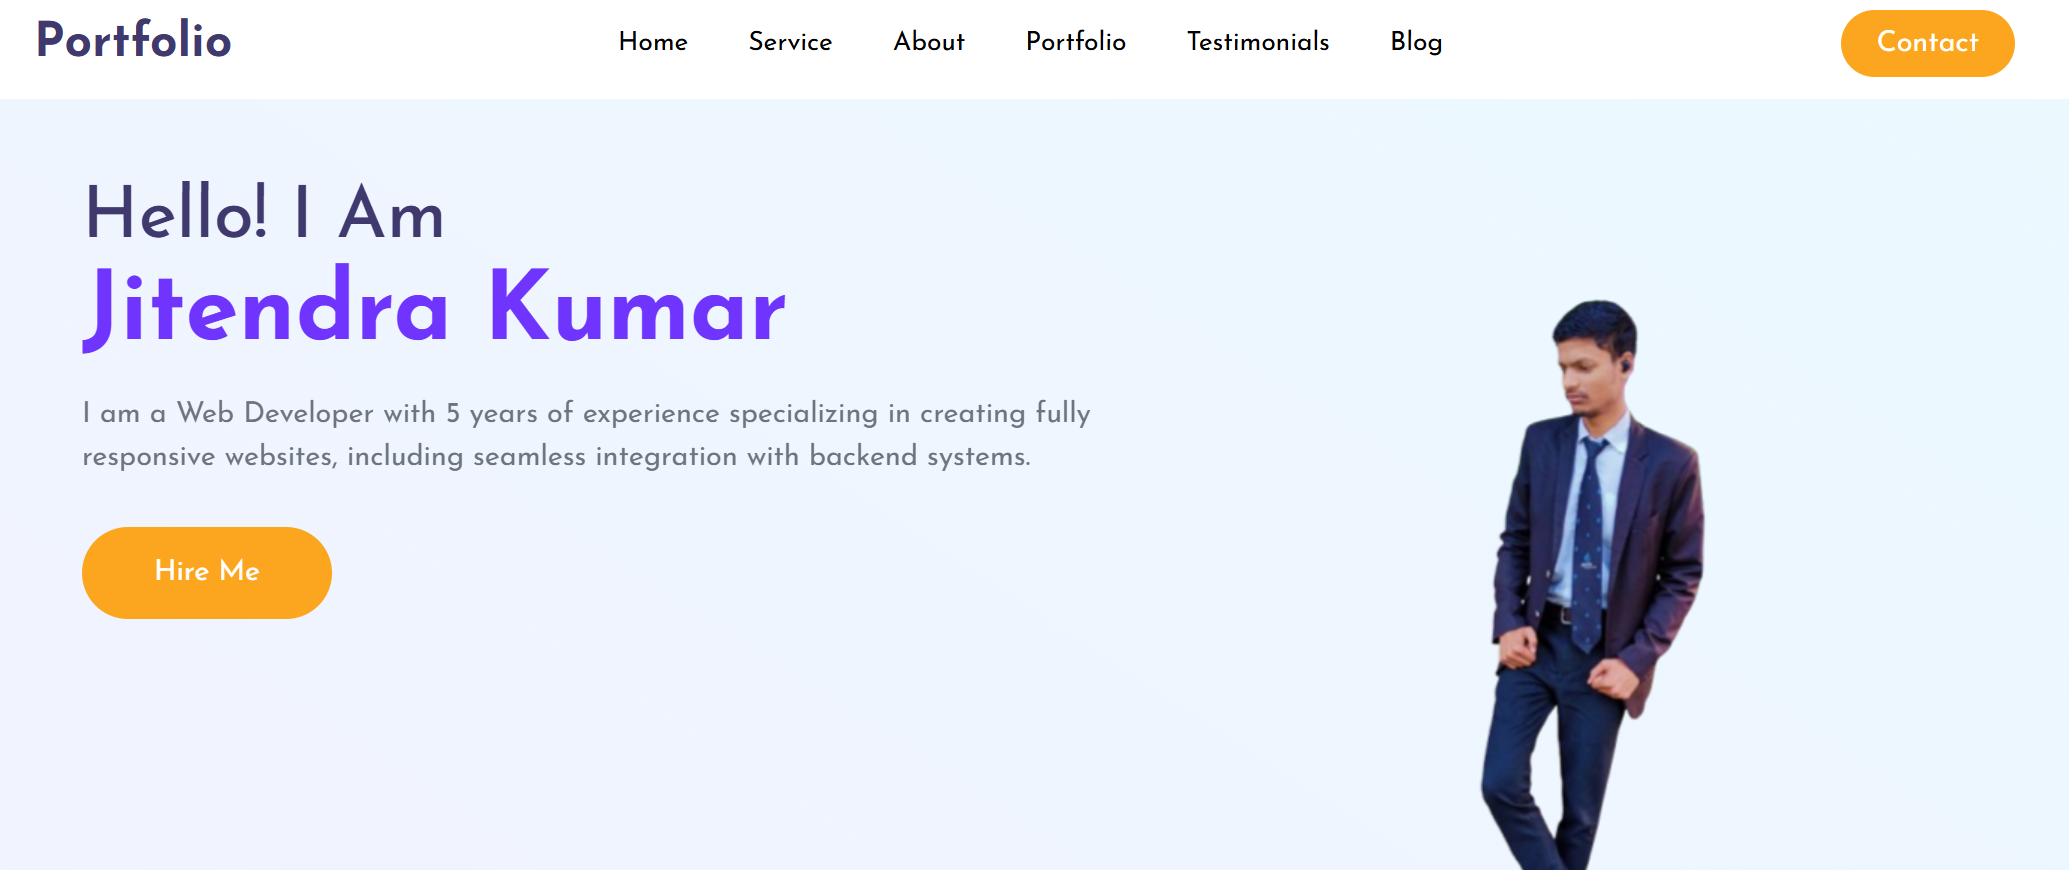 Portfolio
Home Service About Portfolio Testimonials Blog
Contact
Hello! I Am
Jitendra Kumar
I am a Web Developer with 5 years of experience specializing in creating fully
responsive websites, including seamless integration with backend systems.
Hire Me